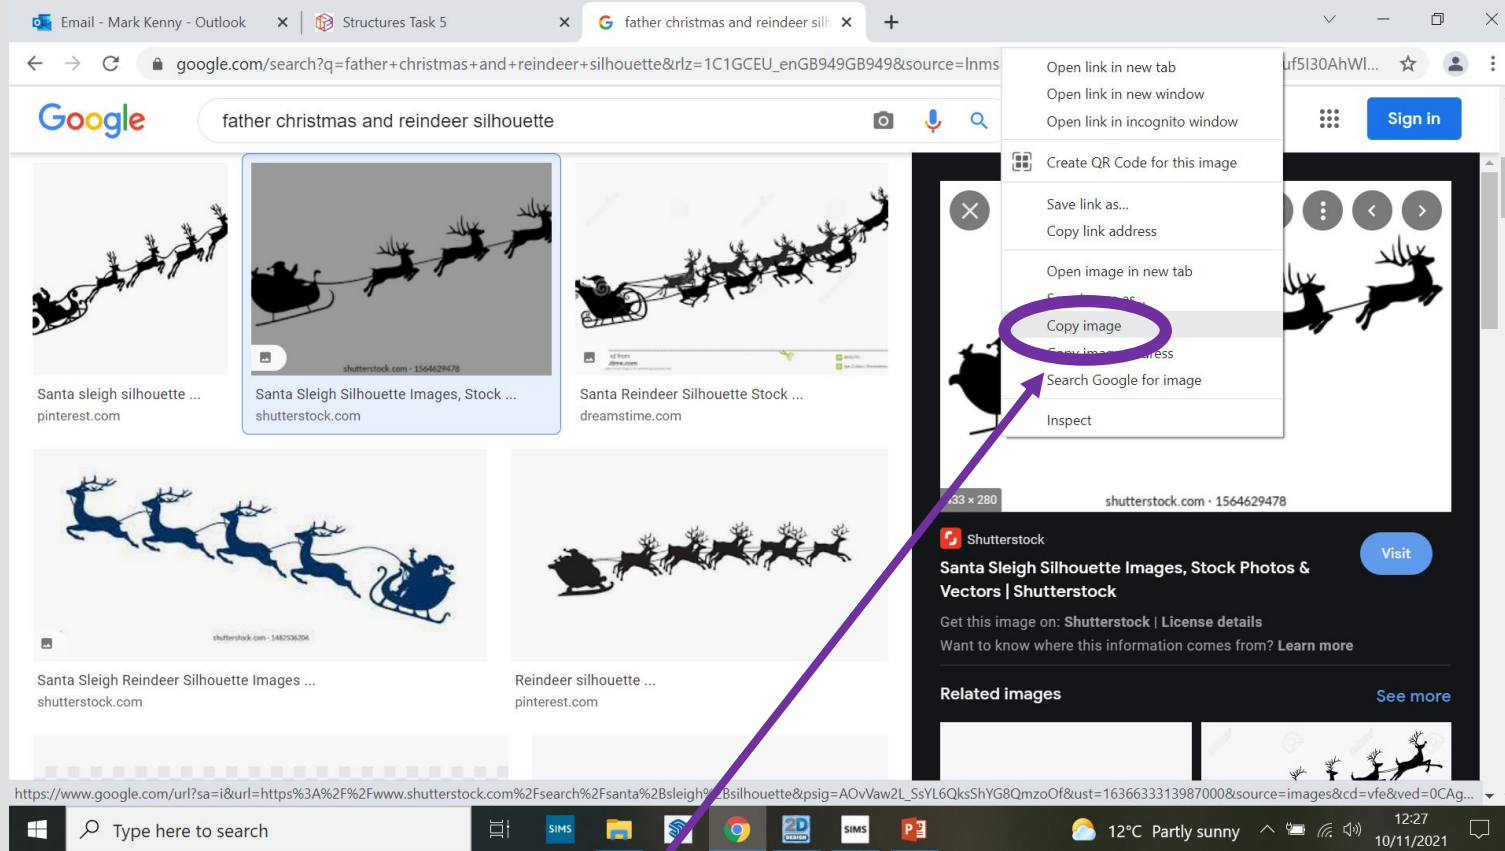 Email - Mark Kenny - Outlook
Structures Task 5
father christmas and reindeer silh
google.com/search?q=father+christmas+and+reindeer+silhouette&rlz=1C1GCEU_enGB949GB949&source=lnms
uf5I30AhWl...
Google
father christmas and reindeer silhouette
Sign in
Open link in new tab
Open link in new window
Open link in incognito window
Create QR Code for this image
Save link as...
Copy link address
Open image in new tab
Copy image
Search Google for image
Inspect
shutterstock.com · 1564629478
Santa sleigh silhouette ...
pinterest.com
Santa Sleigh Silhouette Images, Stock ...
shutterstock.com
Santa Reindeer Silhouette Stock ...
dreamstime.com
shutterstock.com · 1482536204
Santa Sleigh Reindeer Silhouette Images ...
shutterstock.com
Reindeer silhouette ...
pinterest.com
33 × 280
shutterstock.com · 1564629478
Shutterstock
Santa Sleigh Silhouette Images, Stock Photos &
Vectors | Shutterstock
Visit
Get this image on: Shutterstock | License details
Want to know where this information comes from? Learn more
Related images
See more
https://www.google.com/url?sa=i&url=https%3A%2F%2Fwww.shutterstock.com%2Fsearch%2Fsanta%2Bsleigh%2Bsilhouette&psig=AOvVaw2L_SsYL6QksShYG8QmzoOf&ust=1636633313987000&source=images&cd=vfe&ved=0CAg...
Type here to search
SIMS
2D
DESIGN
SIMS
12°C Partly sunny
12:27
10/11/2021